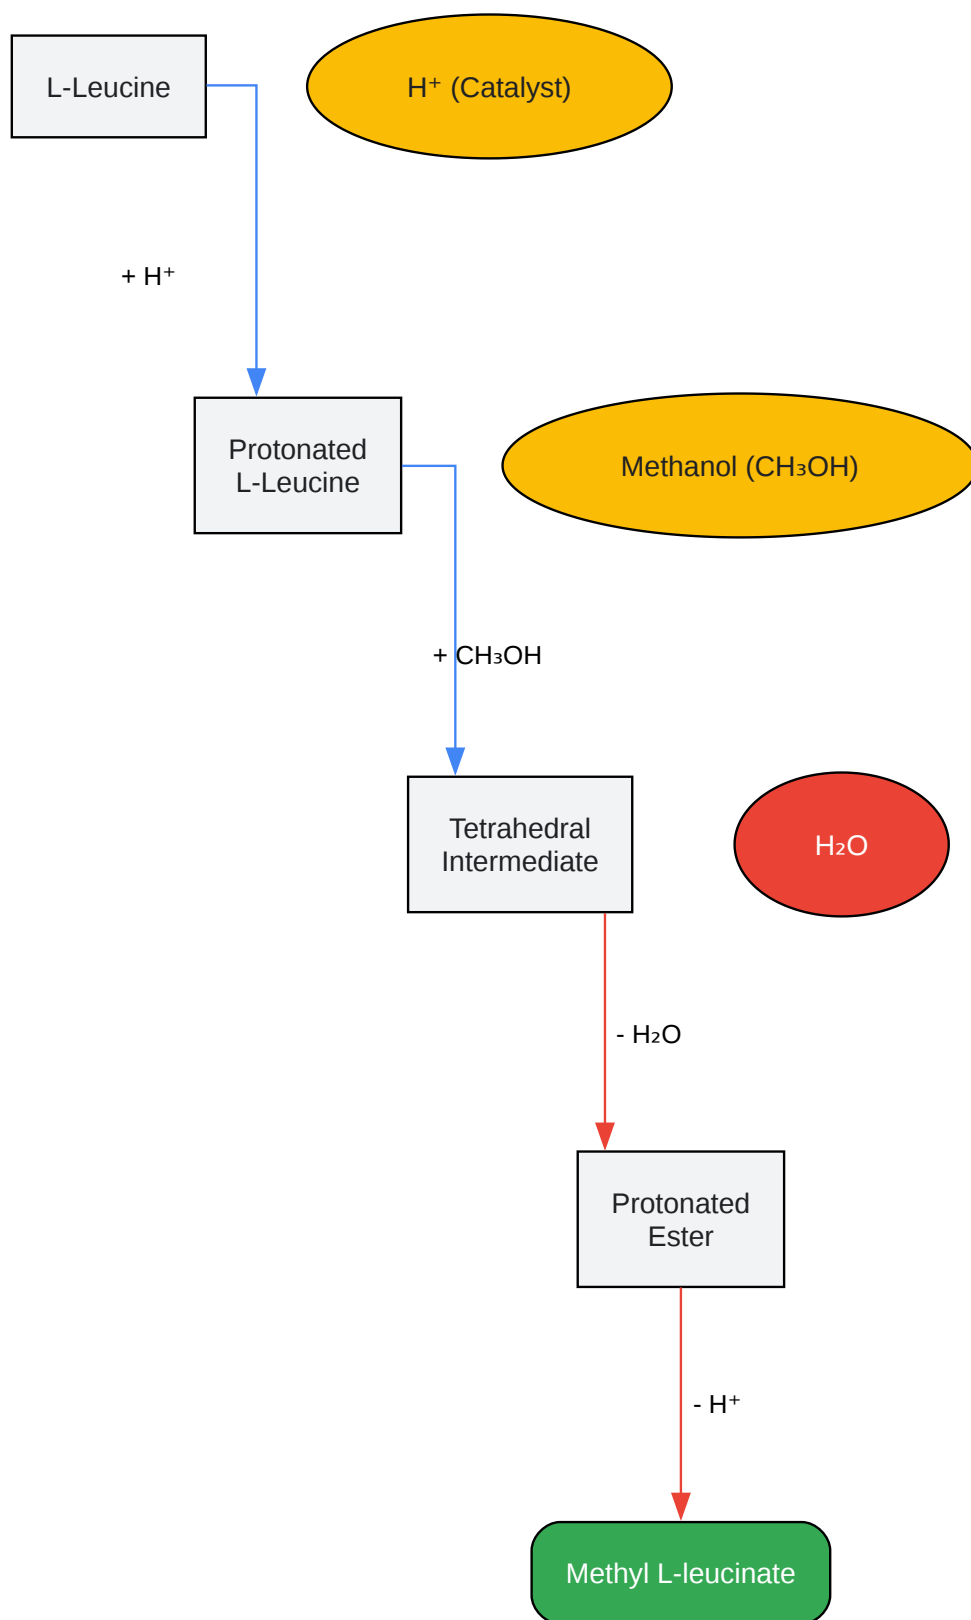 L-Leucine
H⁺ (Catalyst)
+ H⁺
Protonated
L-Leucine
Methanol (CH₃OH)
+ CH₃OH
Tetrahedral
Intermediate
H₂O
- H₂O
Protonated
Ester
- H⁺
Methyl L-leucinate